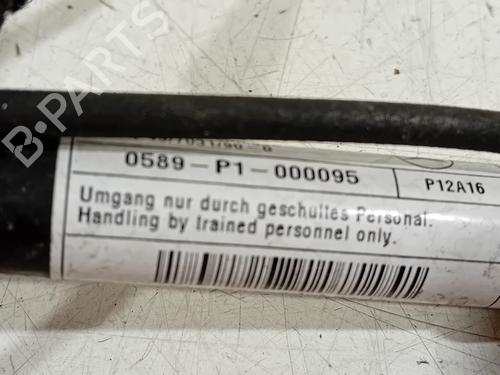 0589-P1-000095
P12A16
Umgang nur durch geschultes Personal.
Handling by trained personnel only.
B-PARTS